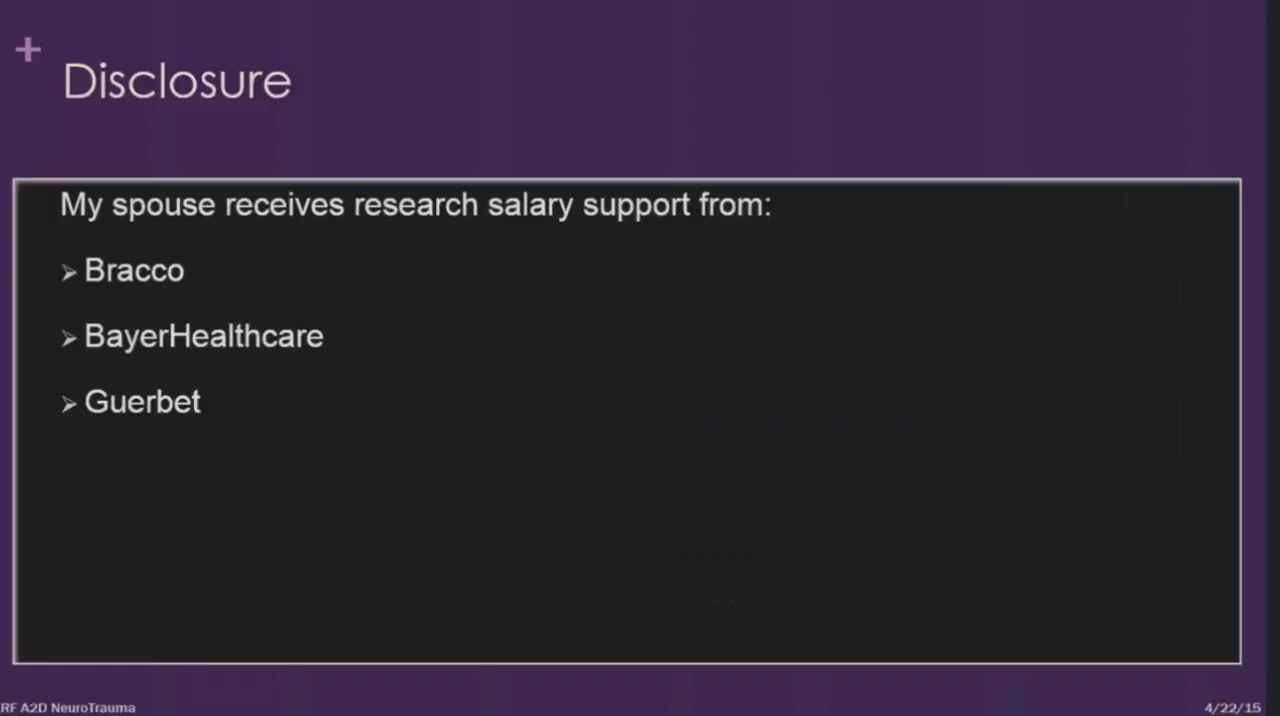 +
Disclosure
My spouse receives research salary support from:
➢ Bracco
➢ BayerHealthcare
➢ Guerbet
RF A2D NeuroTrauma
4/22/15